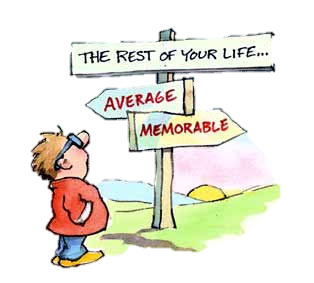 THE REST OF YOUR LIFE...
AVERAGE
MEMORABLE